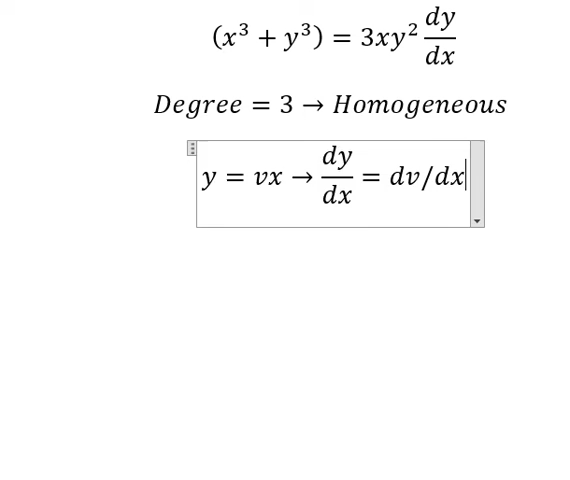 (x³ + y³) = 3xy² dy/dx
Degree = 3 → Homogeneous
y = vx → dy/dx = dv/dx